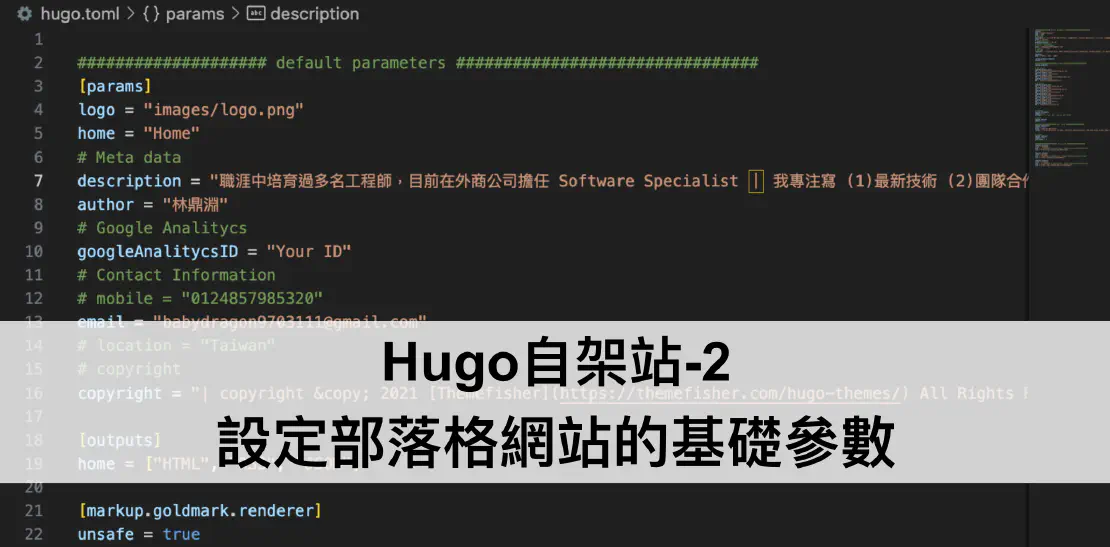 hugo.toml > {} params > description
1
2 #################### default parameters ################################
3 [params]
4 logo = "images/logo.png"
5 home = "Home"
6 # Meta data
7 description = "職涯中培育過多名工程師，目前在外商公司擔任 Software Specialist | 我專注寫 (1)最新技術 (2)團隊合作
8 author = "林鼎淵"
9 # Google Analitycs
10 googleAnalitycsID = "Your ID"
11 # Contact Information
12 # mobile = "0124857985320"
13 email = "babydragon9703111@gmail.com"
14 # location = "Taiwan"
15 # copyright
16 copyright = "| copyright &copy; 2021 [Themefisher](https://themefisher.com/hugo-themes/) All Rights
Hugo自架站-2
17
18 [outputs]
設定部落格網站的基礎參數
19 home = ["HTML",
20
21 [markup.goldmark.renderer]
22 unsafe = true